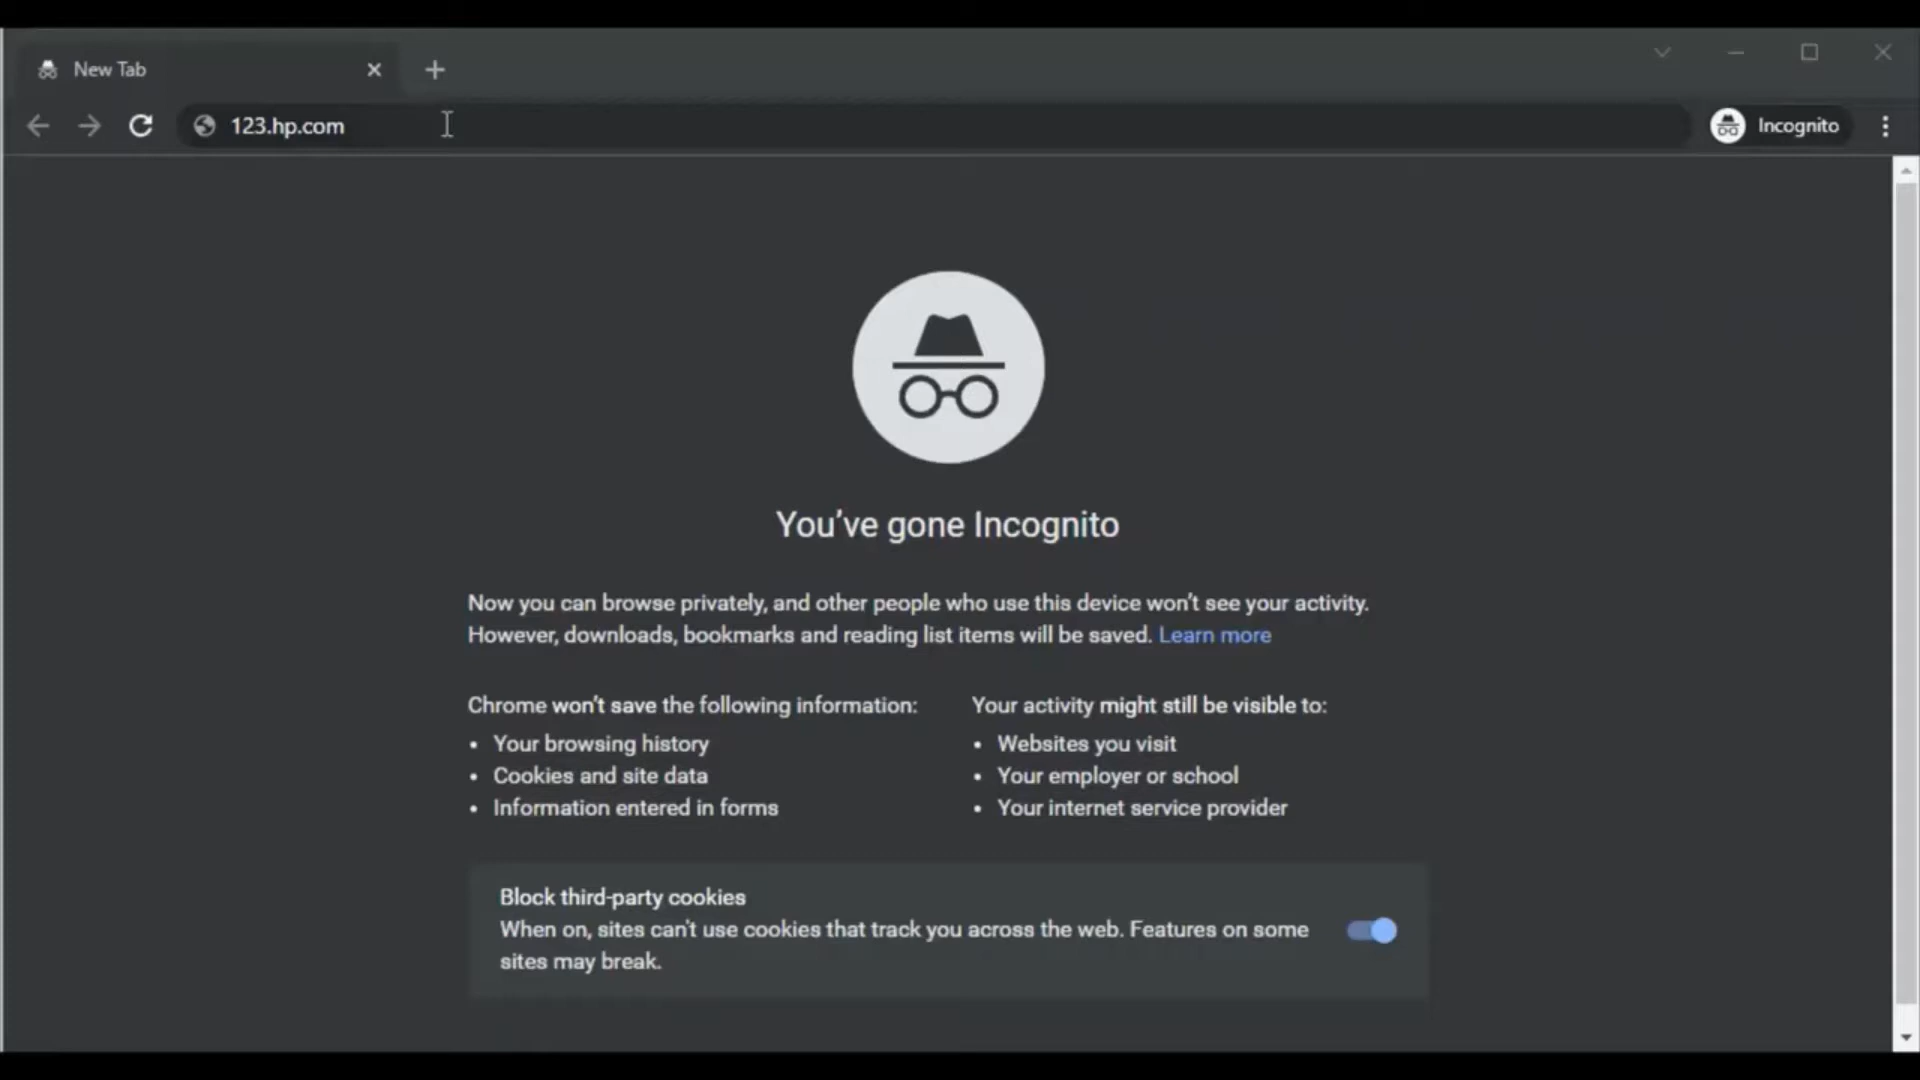 New Tab
123.hp.com
Incognito
You've gone Incognito
Now you can browse privately, and other people who use this device won't see your activity.
However, downloads, bookmarks and reading list items will be saved. Learn more
Chrome won't save the following information:
• Your browsing history
• Cookies and site data
• Information entered in forms
Your activity might still be visible to:
• Websites you visit
• Your employer or school
• Your internet service provider
Block third-party cookies
When on, sites can't use cookies that track you across the web. Features on some
sites may break.